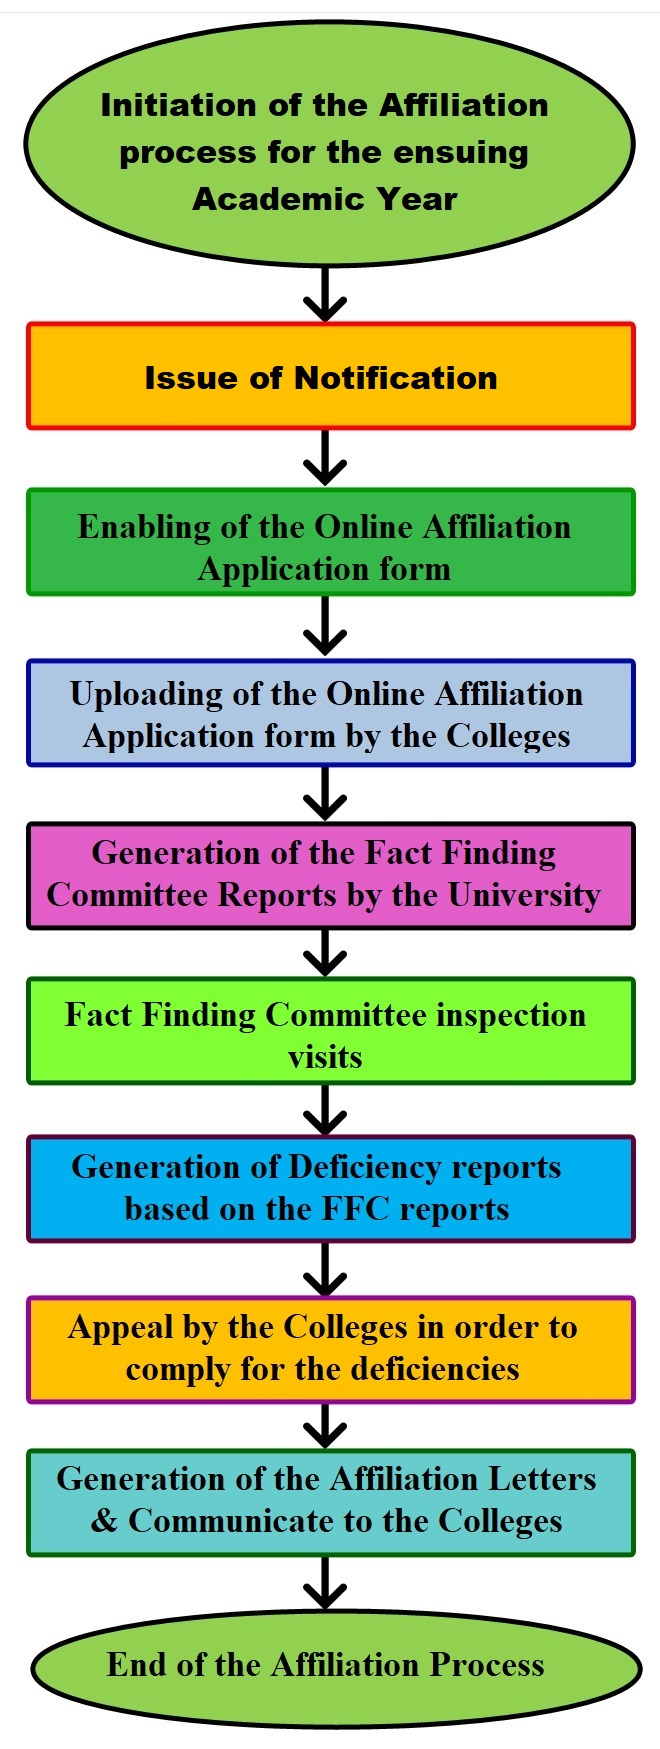 Initiation of the Affiliation
process for the ensuing
Academic Year
Issue of Notification
Enabling of the Online Affiliation
Application form
Uploading of the Online Affiliation
Application form by the Colleges
Generation of the Fact Finding
Committee Reports by the University
Fact Finding Committee inspection
visits
Generation of Deficiency reports
based on the FFC reports
Appeal by the Colleges in order to
comply for the deficiencies
Generation of the Affiliation Letters
& Communicate to the Colleges
End of the Affiliation Process